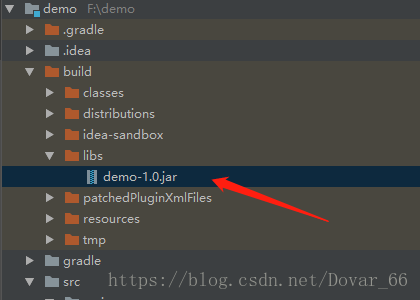 demo F:\demo
.gradle
.idea
build
classes
distributions
idea-sandbox
libs
demo-1.0.jar
patchedPluginXmlFiles
resources
tmp
gradle
src
https://blog.csdn.net/Dovar_66